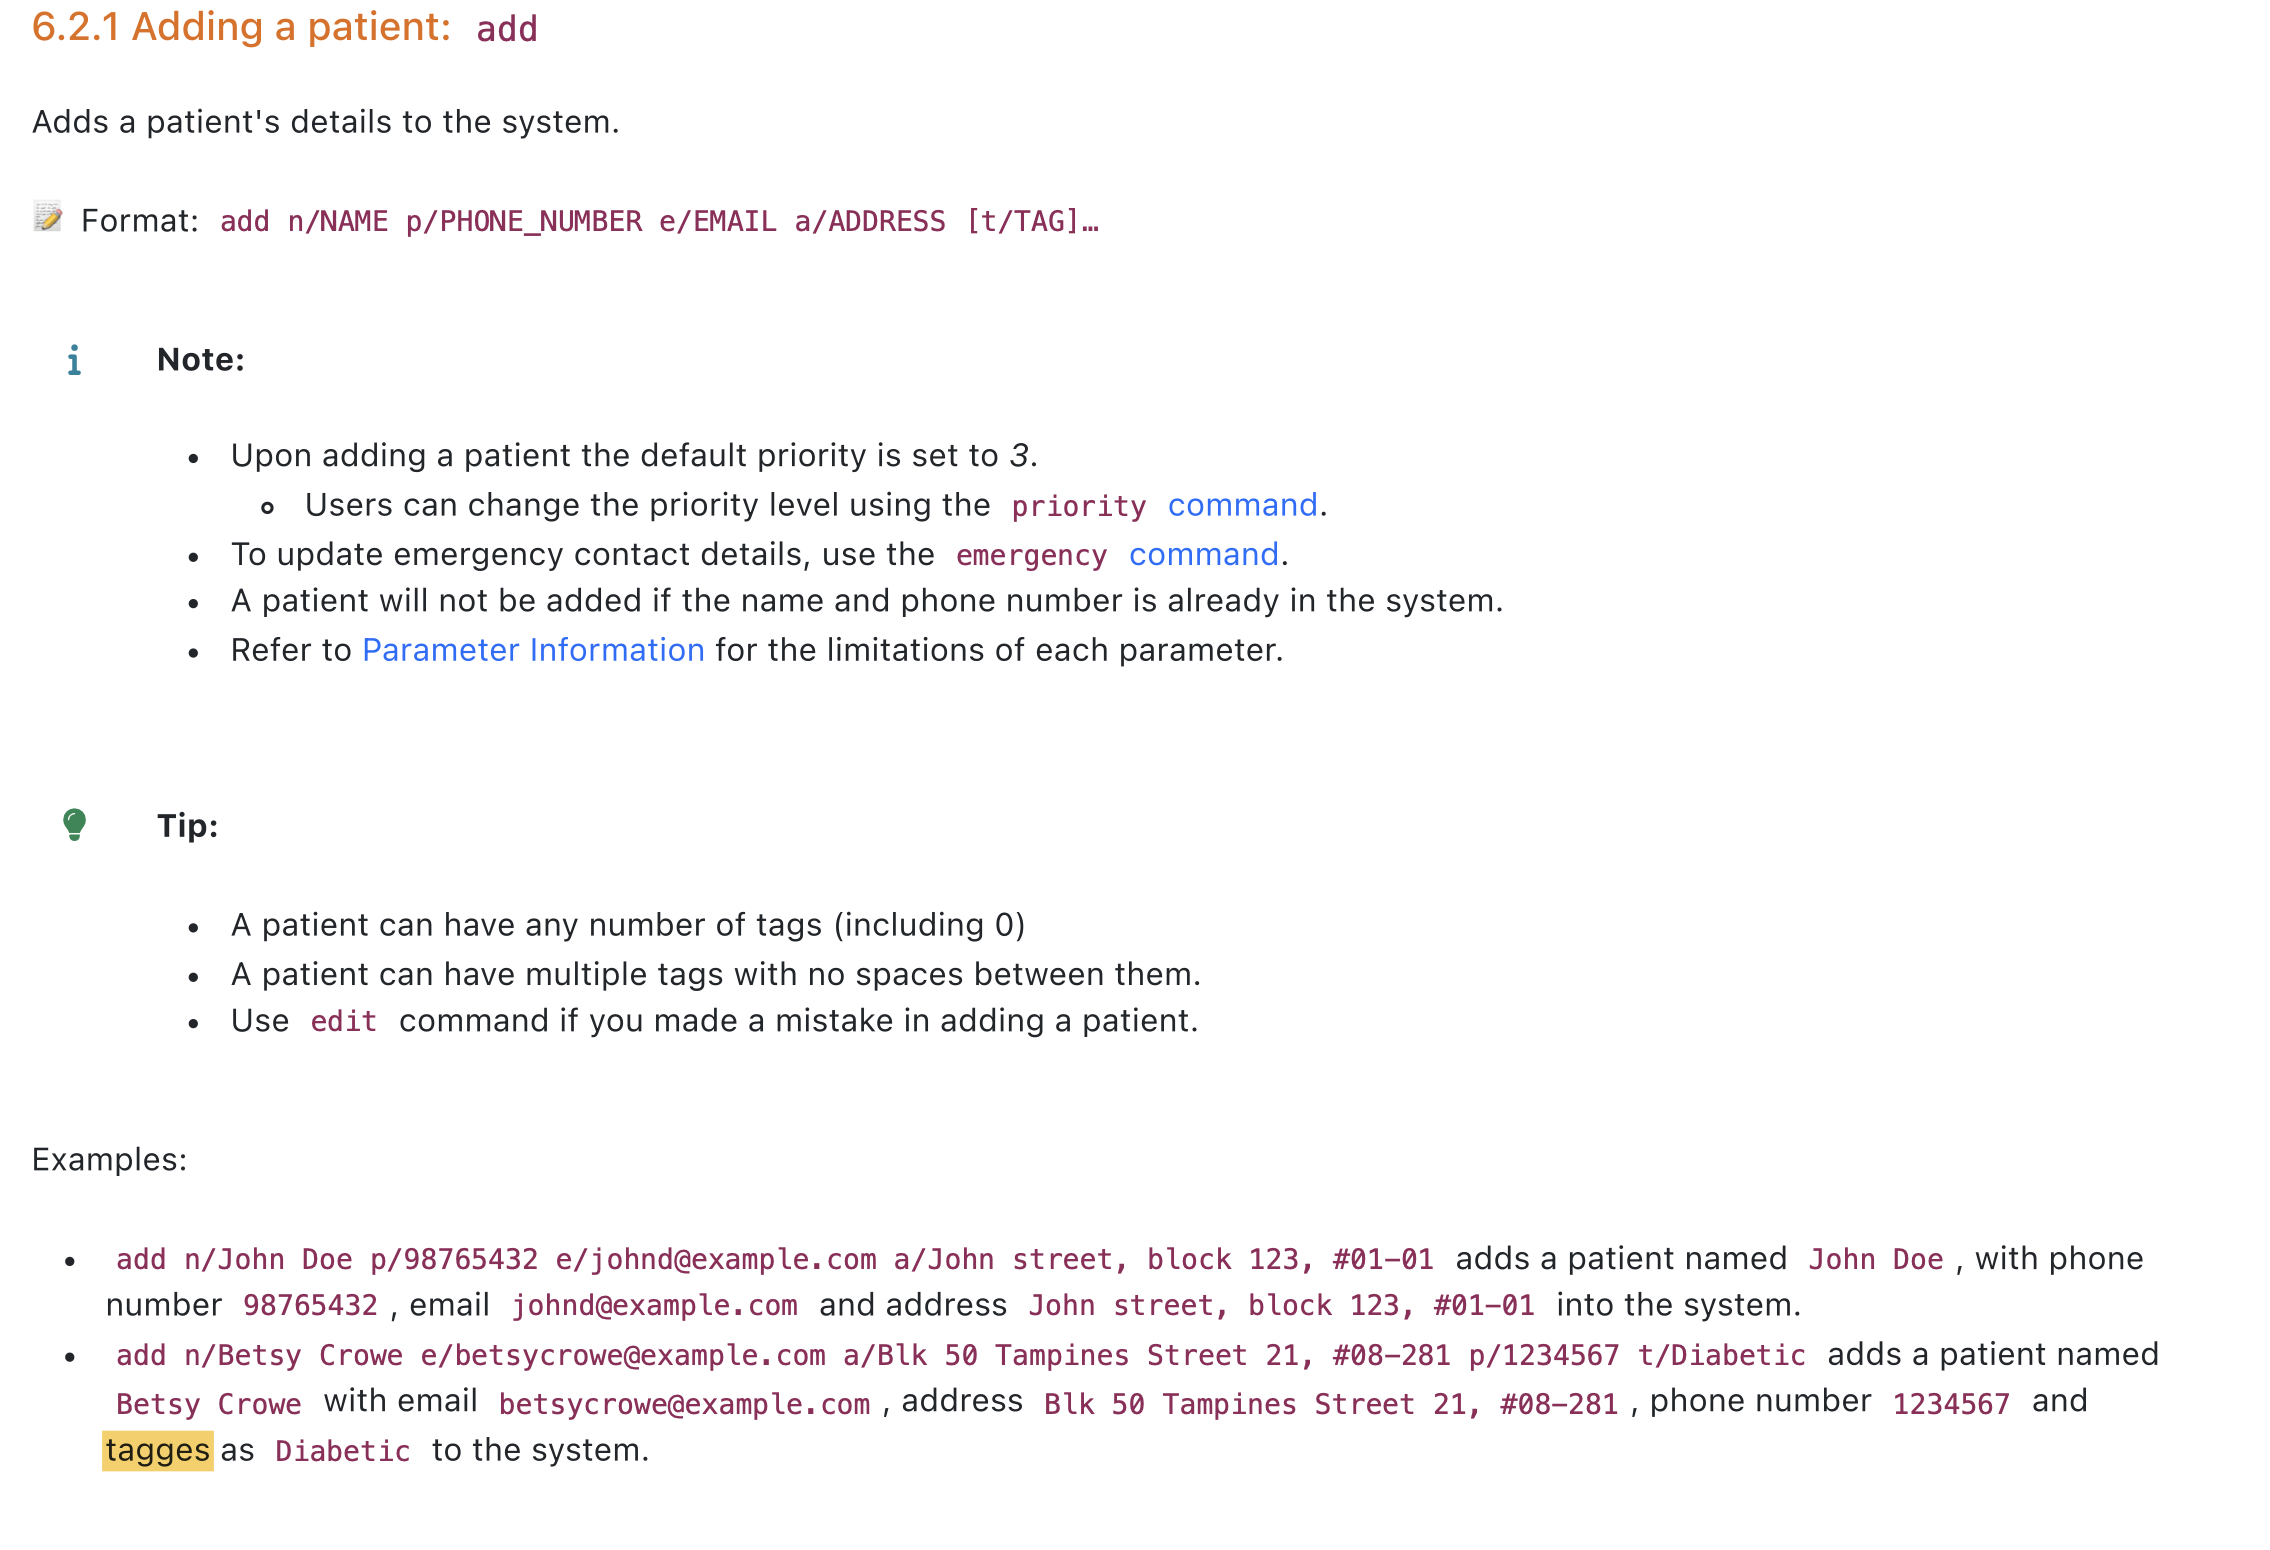 6.2.1 Adding a patient: add
Adds a patient's details to the system.
📝 Format: add n/NAME p/PHONE_NUMBER e/EMAIL a/ADDRESS [t/TAG]…
Note:
• Upon adding a patient the default priority is set to 3.
◦ Users can change the priority level using the priority command.
• To update emergency contact details, use the emergency command.
• A patient will not be added if the name and phone number is already in the system.
• Refer to Parameter Information for the limitations of each parameter.
Tip:
• A patient can have any number of tags (including 0)
• A patient can have multiple tags with no spaces between them.
• Use edit command if you made a mistake in adding a patient.
Examples:
• add n/John Doe p/98765432 e/johnd@example.com a/John street, block 123, #01-01 adds a patient named John Doe , with phone
number 98765432 , email johnd@example.com and address John street, block 123, #01-01 into the system.
• add n/Betsy Crowe e/betsycrowe@example.com a/Blk 50 Tampines Street 21, #08-281 p/1234567 t/Diabetic adds a patient named
Betsy Crowe with email betsycrowe@example.com , address Blk 50 Tampines Street 21, #08-281 , phone number 1234567 and
tagges as Diabetic to the system.